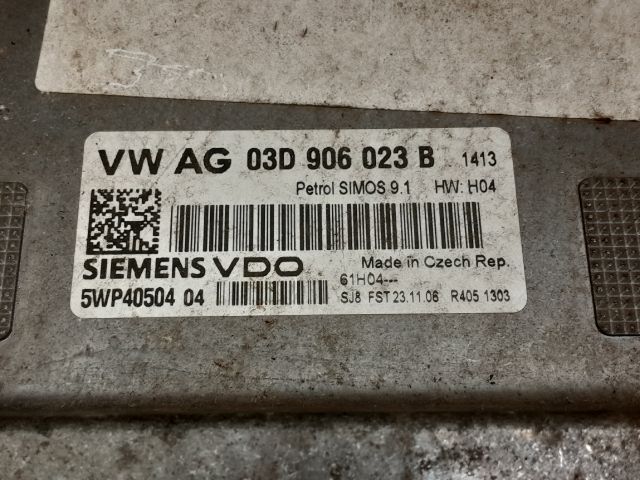 VW AG 03D 906 023 B 1413
Petrol SIMOS 9.1 HW: H04
SIEMENS VDO Made in Czech Rep.
61H04---
5WP40504 04 SJ8 FST 23.11.06 R405 1303